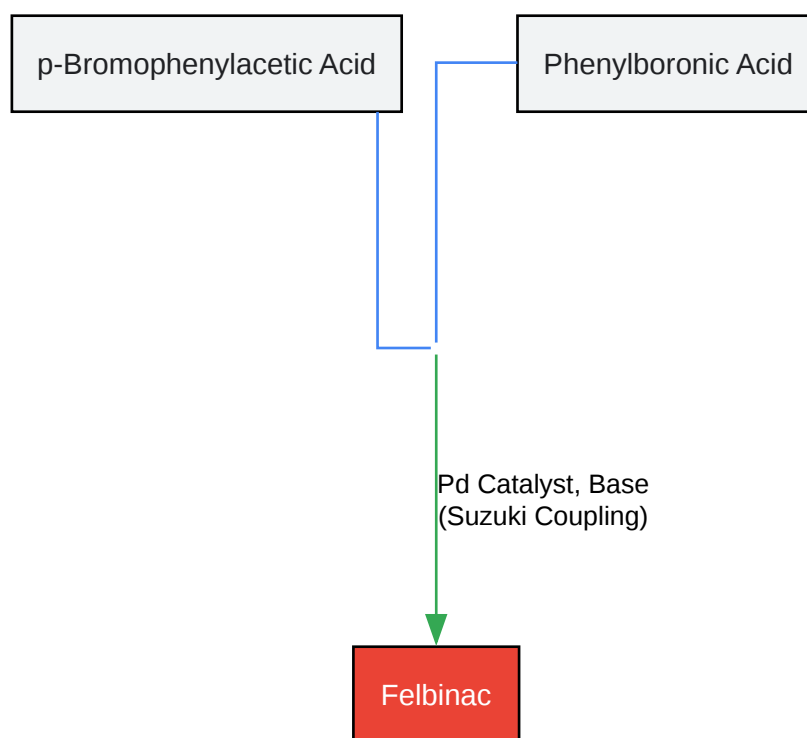 p-Bromophenylacetic Acid
Phenylboronic Acid
Pd Catalyst, Base
(Suzuki Coupling)
Felbinac